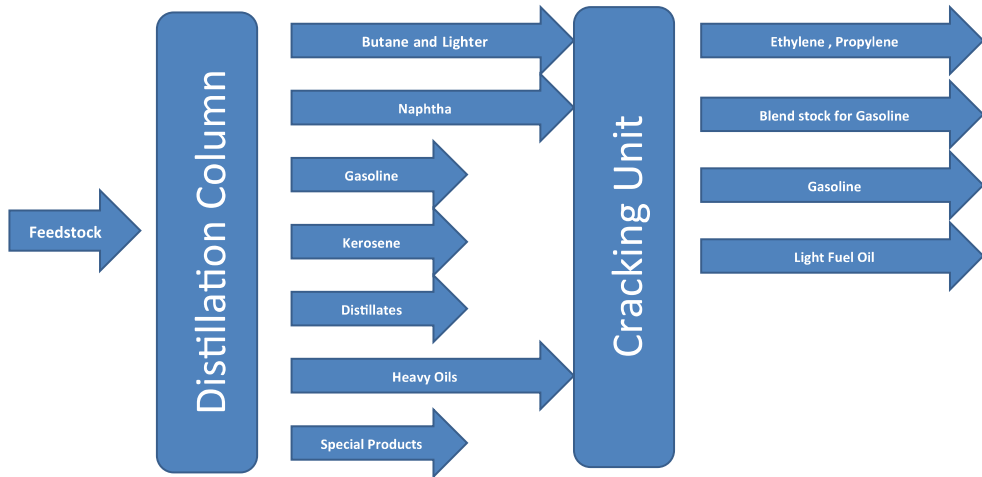 Feedstock
Distillation Column
Butane and Lighter
Naphtha
Gasoline
Kerosene
Distillates
Heavy Oils
Special Products
Cracking Unit
Ethylene , Propylene
Blend stock for Gasoline
Gasoline
Light Fuel Oil